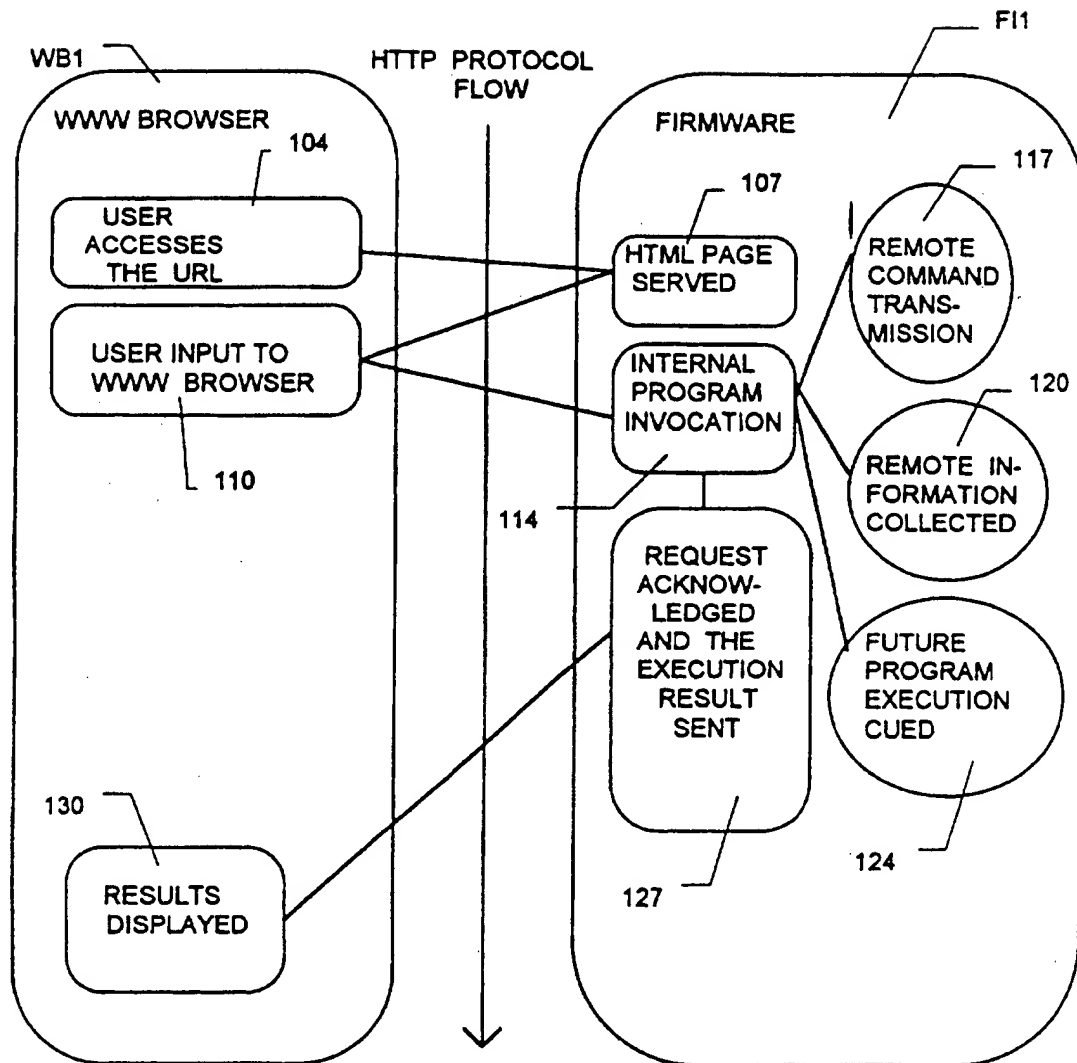 WB1
WWW BROWSER
104
USER
ACCESSES
THE URL
USER INPUT TO
WWW BROWSER
110
130
RESULTS
DISPLAYED
HTTP PROTOCOL
FLOW
FI1
FIRMWARE
107
HTML PAGE
SERVED
117
REMOTE
COMMAND
TRANS-
MISSION
INTERNAL
PROGRAM
INVOCATION
114
120
REMOTE IN-
FORMATION
COLLECTED
REQUEST
ACKNOW-
LEDGED
AND THE
EXECUTION
RESULT
SENT
127
FUTURE
PROGRAM
EXECUTION
CUED
124